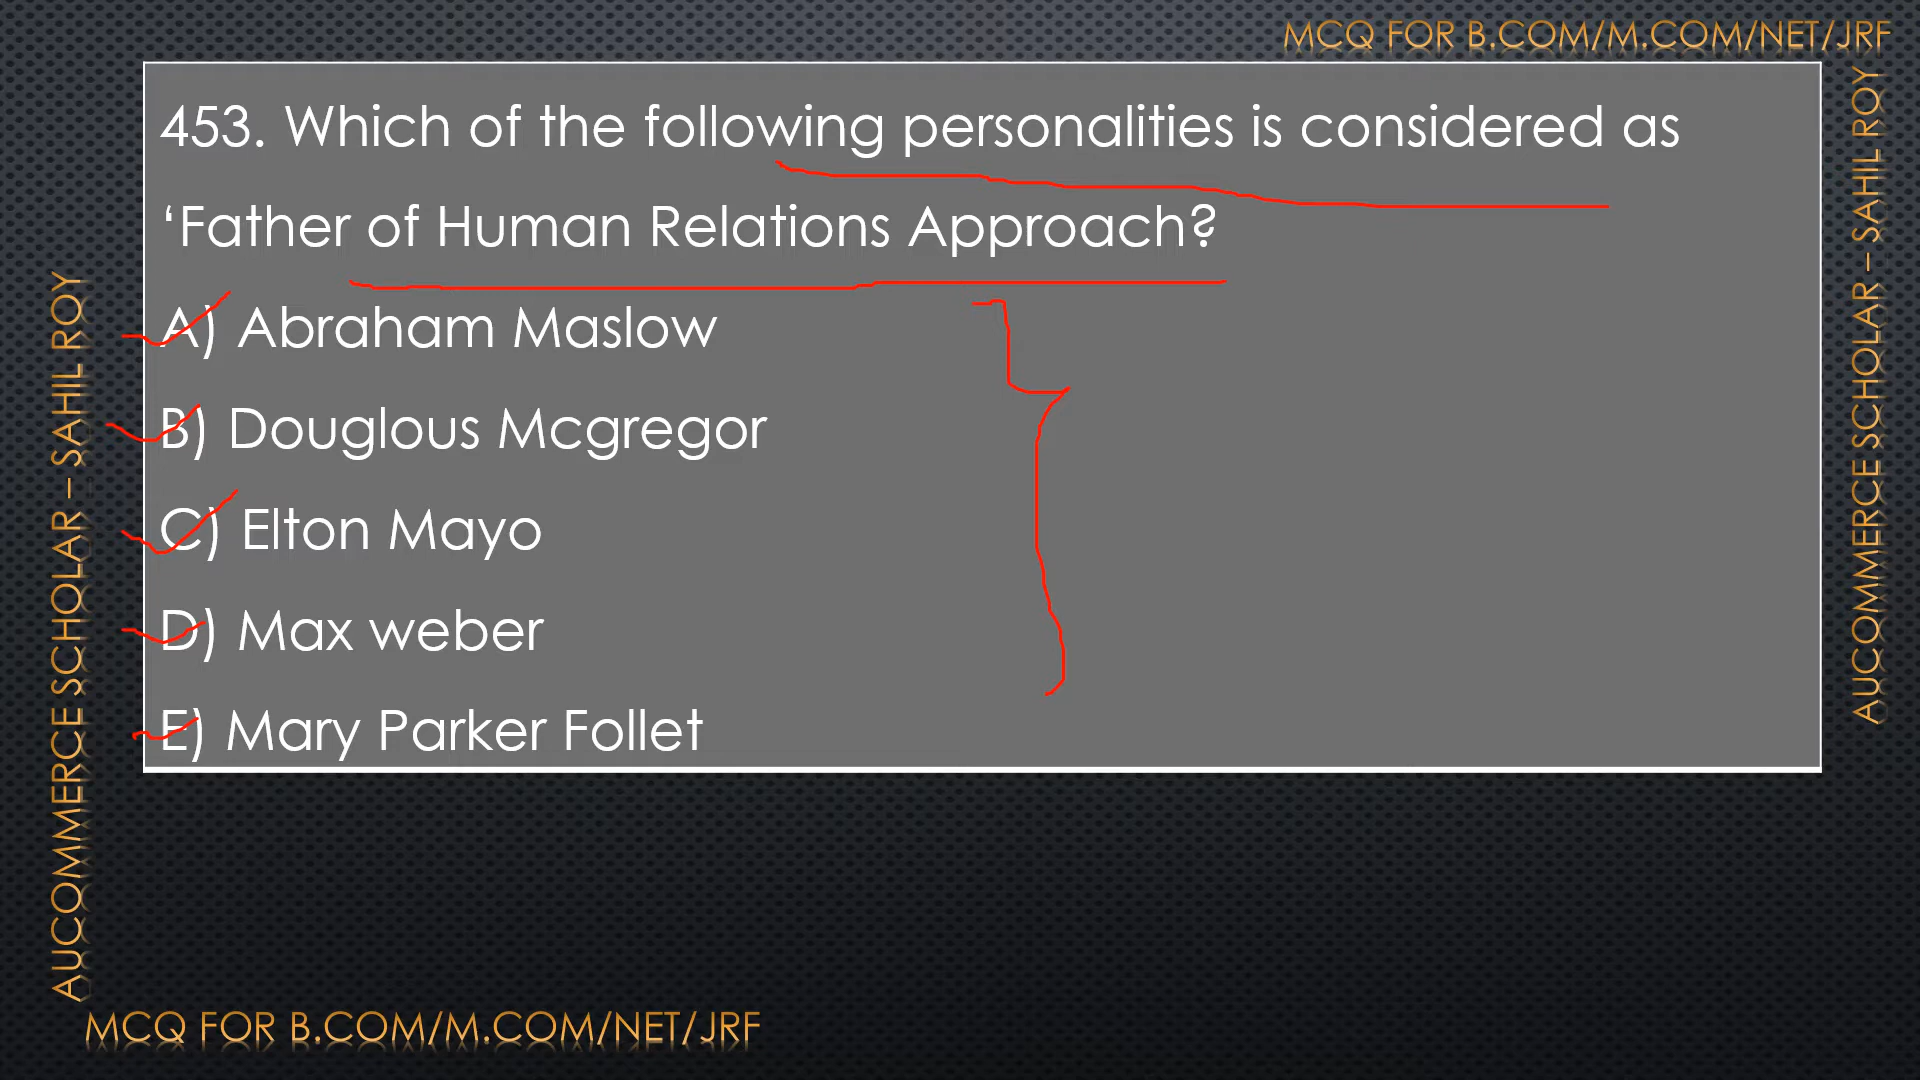 MCQ FOR B.COM/M.COM/NET/JRF
453. Which of the following personalities is considered as
‘Father of Human Relations Approach?
A) Abraham Maslow
B) Douglous Mcgregor
C) Elton Mayo
D) Max weber
E) Mary Parker Follet
AUCOMMERCE SCHOLAR – SAHIL ROY
AUCOMMERCE SCHOLAR – SAHIL ROY
MCQ FOR B.COM/M.COM/NET/JRF